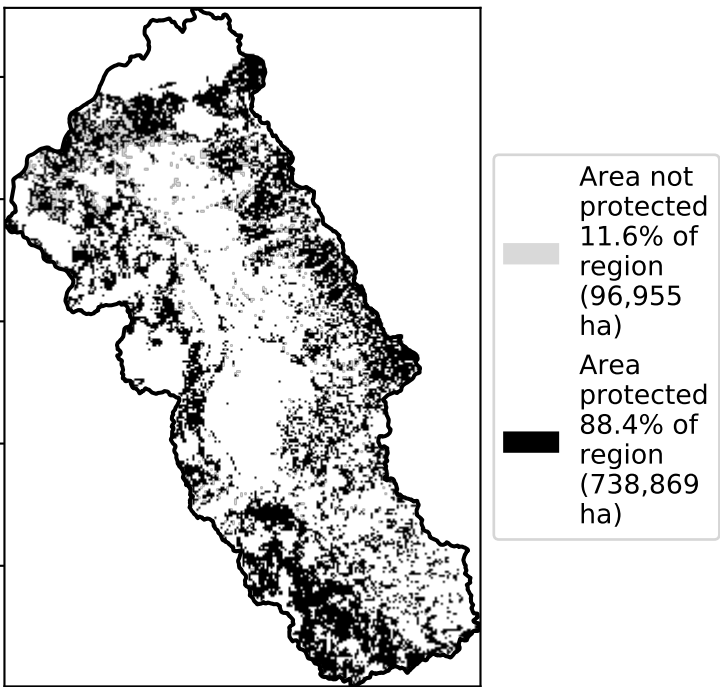 Area not
protected
11.6% of
region
(96,955
ha)
Area
protected
88.4% of
region
(738,869
ha)